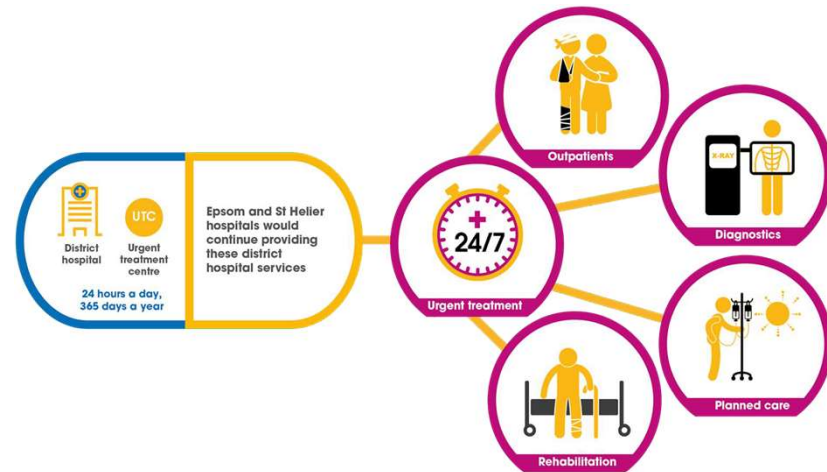 District
hospital
UTC
Urgent
treatment
centre
24 hours a day,
365 days a year
Epsom and St Helier
hospitals would
continue providing
these district
hospital services
24/7
Urgent treatment
Outpatients
X-RAY
Diagnostics
Planned care
Rehabilitation